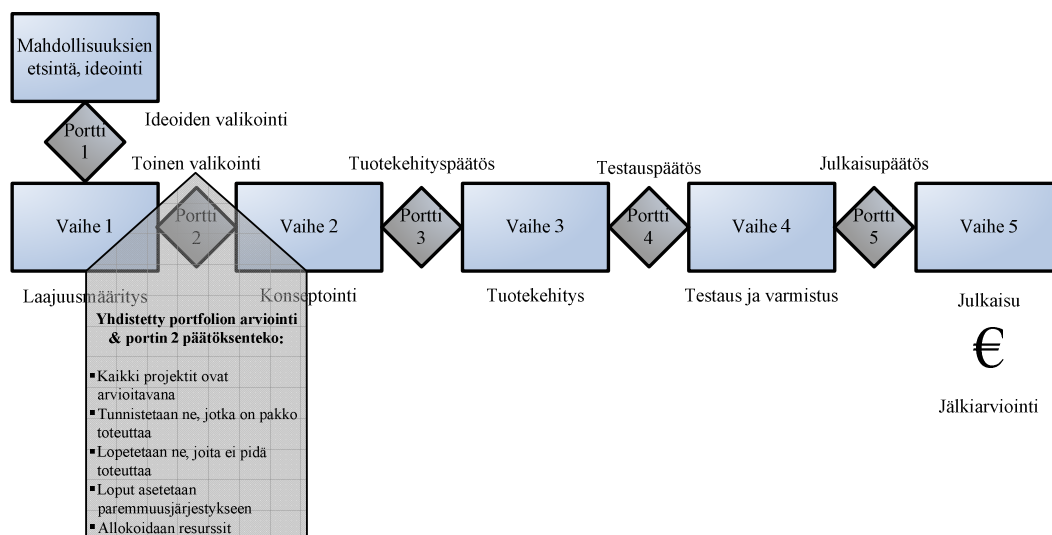 Mahdollisuuksien
etsintä, ideointi
Portti
1
Ideoiden valikointi
Toinen valikointi
Tuotekehityspäätös
Testauspäätös
Julkaisupäätös
Vaihe 1
Portti
2
Vaihe 2
Portti
3
Vaihe 3
Portti
4
Vaihe 4
Portti
5
Vaihe 5
Laajuusmääritys
Konseptointi
Tuotekehitys
Testaus ja varmistus
Julkaisu
€
Jälkiarviointi
Yhdistetty portfolion arviointi
& portin 2 päätöksenteko:
▪ Kaikki projektit ovat
arvioitavana
▪ Tunnistetaan ne, jotka on pakko
toteuttaa
▪ Lopetetaan ne, joita ei pidä
toteuttaa
▪ Loput asetetaan
paremmuusjärjestykseen
▪ Allokoidaan resurssit